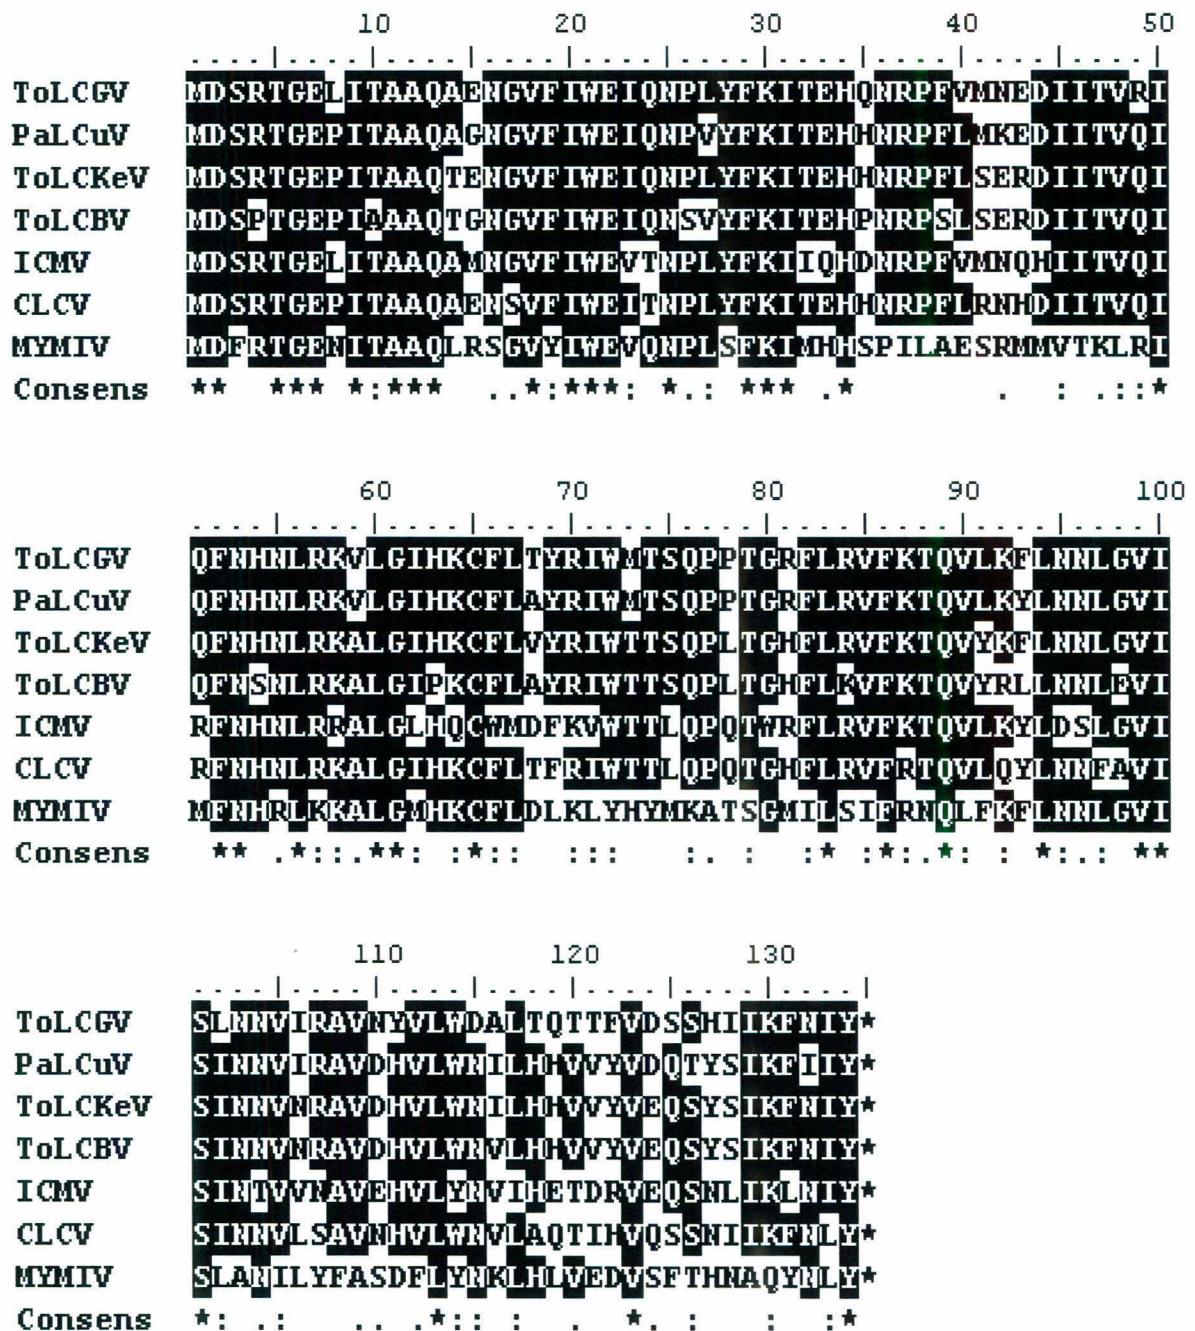 10 20 30 40 50
....|....|....|....|....|....|....|....|....|....|
ToLCGV MDSRTGELITAAQAENGVFIWEIQNPLYFKITEHQNRPFVMNEDIITVRI
PaLCuV MDSRTGEPITAAQAGNGVFIWEIQNPVYFKITEHHNRPFLMKEDIITVQI
ToLCKeV MDSRTGEPITAAQTENGVFIWEIQNPLYFKITEHHNRPFLSERDIITVQI
ToLCBV MDSPTGEPIAAAQTGNGVFIWEIQNSVYFKITEHPNRPSLSERDIITVQI
ICMV MDSRTGELITAAQAMNGVFIWEVTNPLYFKIIQHDNRPFVMNQHIITVQI
CLCV MDSRTGEPITAAQAENSVFIWEITNPLYFKITEHHNRPFLRNHDIITVQI
MYMIV MDFRTGENITAAQLRSGVYIWEVQNPLSFKIMHHSPILAESRMMVTKLRI
Consens ** *** *:*** ..*:***:*.: *** .* . : .::*
60 70 80 90 100
....|....|....|....|....|....|....|....|....|....|
ToLCGV QFNHNLRKVLGIHKCFLTYRIWMTSQPPTGRFLRVFKTQVLKFLNNLGVI
PaLCuV QFNHNLRKVLGIHKCFLAYRIWMTSQPPTGRFLRVFKTQVLKYLNNLGVI
ToLCKeV QFNHNLRKALGIHKCFLVYRIWTTSQPLTGHFLRVFKTQVYKFLNNLGVI
ToLCBV QFNSNLRKALGIPKCFLAYRIWTTSQPLTGHFLKVFKTQVYRLLNNLEVI
ICMV RFNHNLRRALGLHQCWMDFKVWTTLQPQTWRFLRVFKTQVLKYLDSLGVI
CLCV RFNHNLRKALGIHKCFLTFRIWTTLQPQTGHFLRVFRTQVLQYLNNFAVI
MYMIV MFNHRLKKALGMHKCFLDLKLYHYMKATSGMILSIFRNQLFKFLNNLGVI
Consens ** .*::.**: :*:: ::: :. : :* :*:.*: : *:.: **
110 120 130
....|....|....|....|....|....|....|
ToLCGV SLNNVIRAVNYVLWDALTQTTFVDSSHIIKFNIY*
PaLCuV SINNVIRAVDHVLWNILHHVVYVDQTYSIKFIIY*
ToLCKeV SINNVNRAVDHVLWNILHHVVYVEQSYSIKFNIY*
ToLCBV SINNVNRAVDHVLWNVLHHVVYVEQSYSIKFNIY*
ICMV SINTVVNAVEHVLYNVIHETDRVEQSNLIKLNIY*
CLCV SINNVLSAVNHVLWNVLAQTIHVQSSNIIKFNLY*
MYMIV SLANILYFASDFLYNKLHLVEDVSFTHNAQYNLY*
Consens *: .: .. .*:: : . *. : : :*